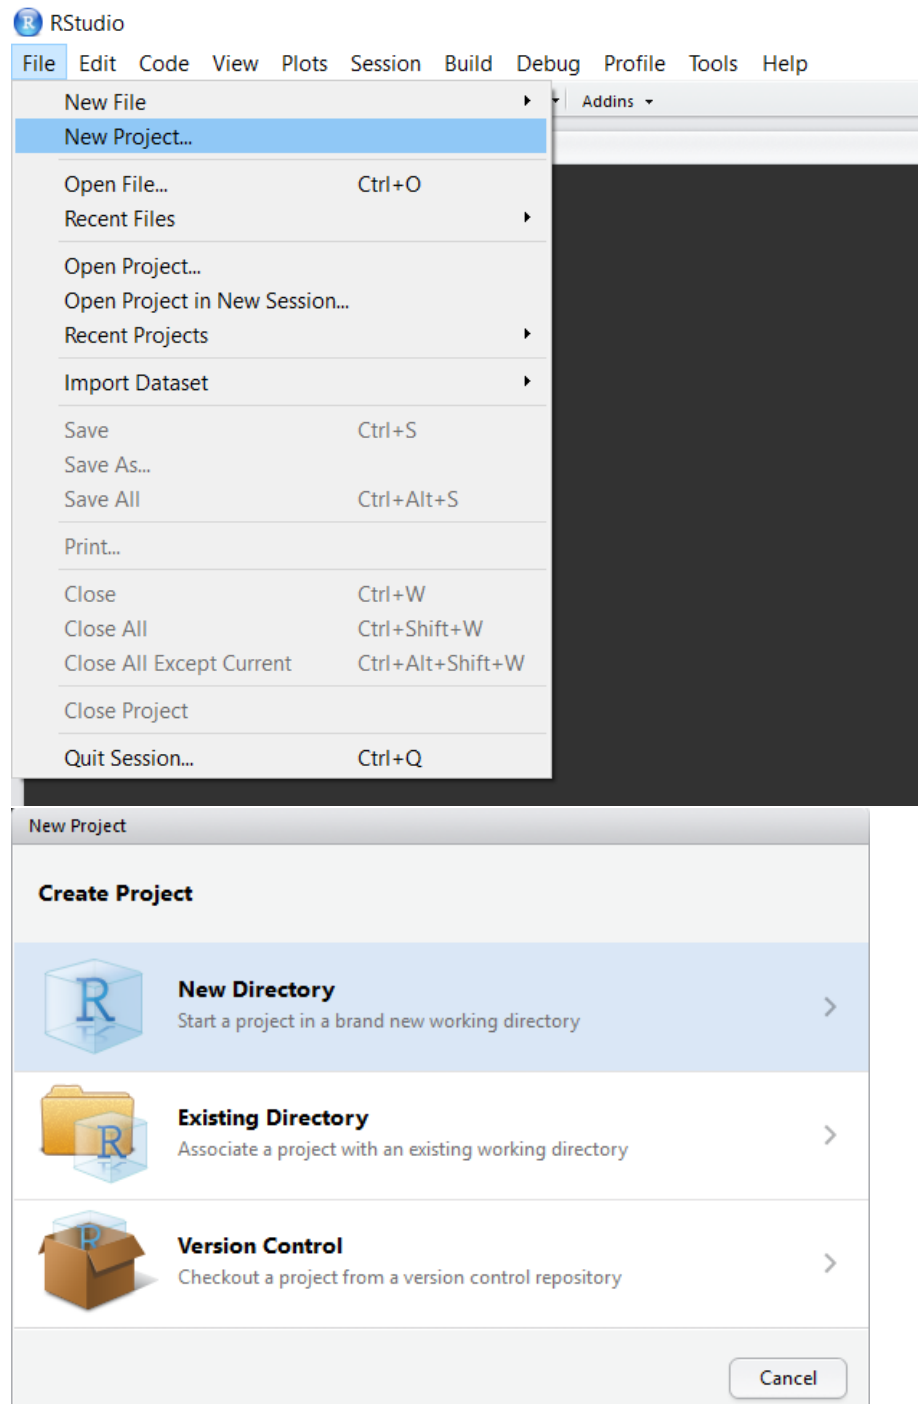 RStudio
File Edit Code View Plots Session Build Debug Profile Tools Help
New File
Addins
New Project...
Open File... Ctrl+O
Recent Files
Open Project...
Open Project in New Session...
Recent Projects
Import Dataset
Save Ctrl+S
Save As...
Save All Ctrl+Alt+S
Print...
Close Ctrl+W
Close All Ctrl+Shift+W
Close All Except Current Ctrl+Alt+Shift+W
Close Project
Quit Session... Ctrl+Q
New Project
Create Project
R
New Directory
Start a project in a brand new working directory
R
Existing Directory
Associate a project with an existing working directory
R
Version Control
Checkout a project from a version control repository
Cancel